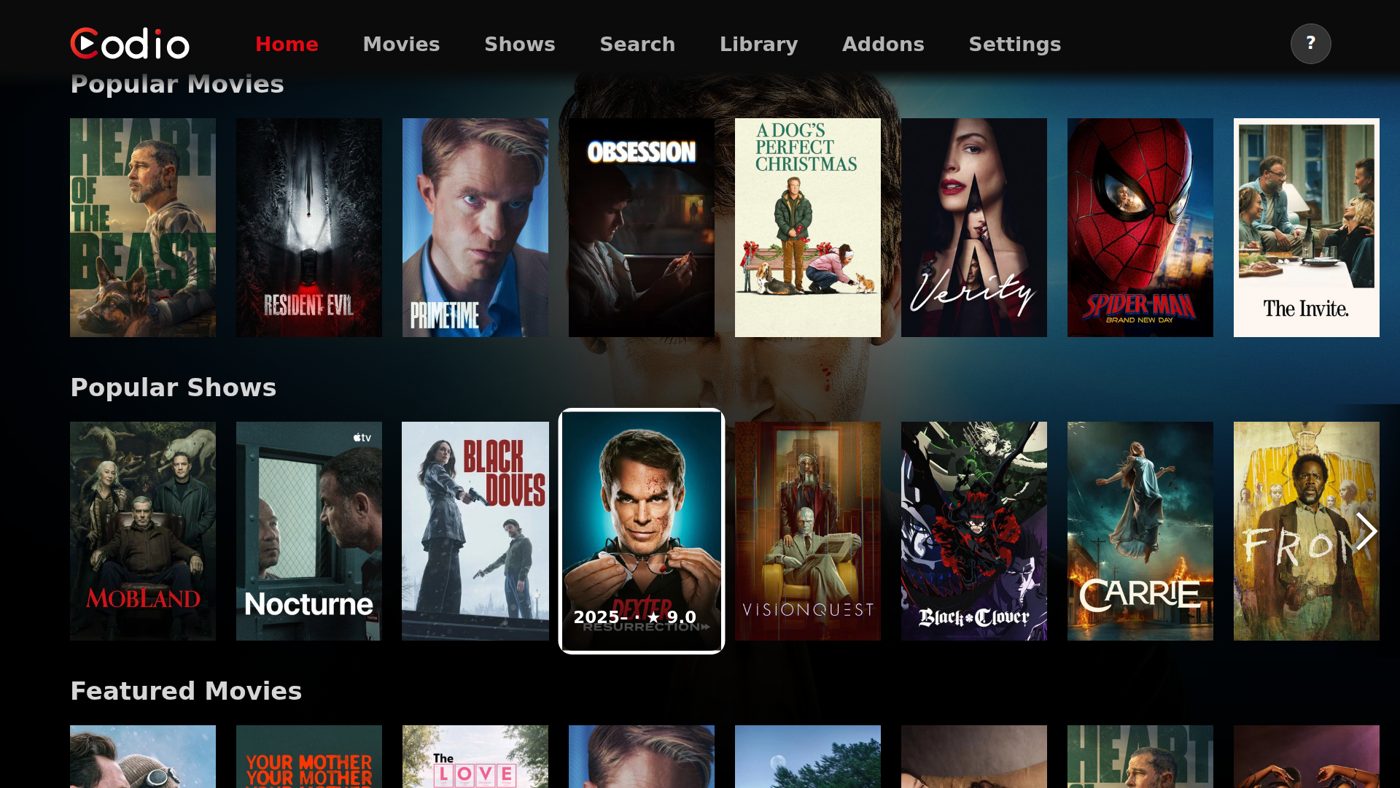 Codio
Home
Movies
Shows
Search
Library
Addons
Settings
?
Popular Movies
HEART
OF
THE
BEAST
RESIDENT EVIL
PRIMETIME
OBSESSION
A DOG'S
PERFECT
CHRISTMAS
Verity
SPIDER-MAN
BRAND NEW DAY
The Invite.
Popular Shows
MOBLAND
tv
Nocturne
BLACK
DOVES
DEXTER
2025– · ★ 9.0
RESURRECTION
VISIONQUEST
Black Clover
CARRIE
FROM
Featured Movies
YOUR MOTHER
YOUR MOTHER
The
LOVE
HEART